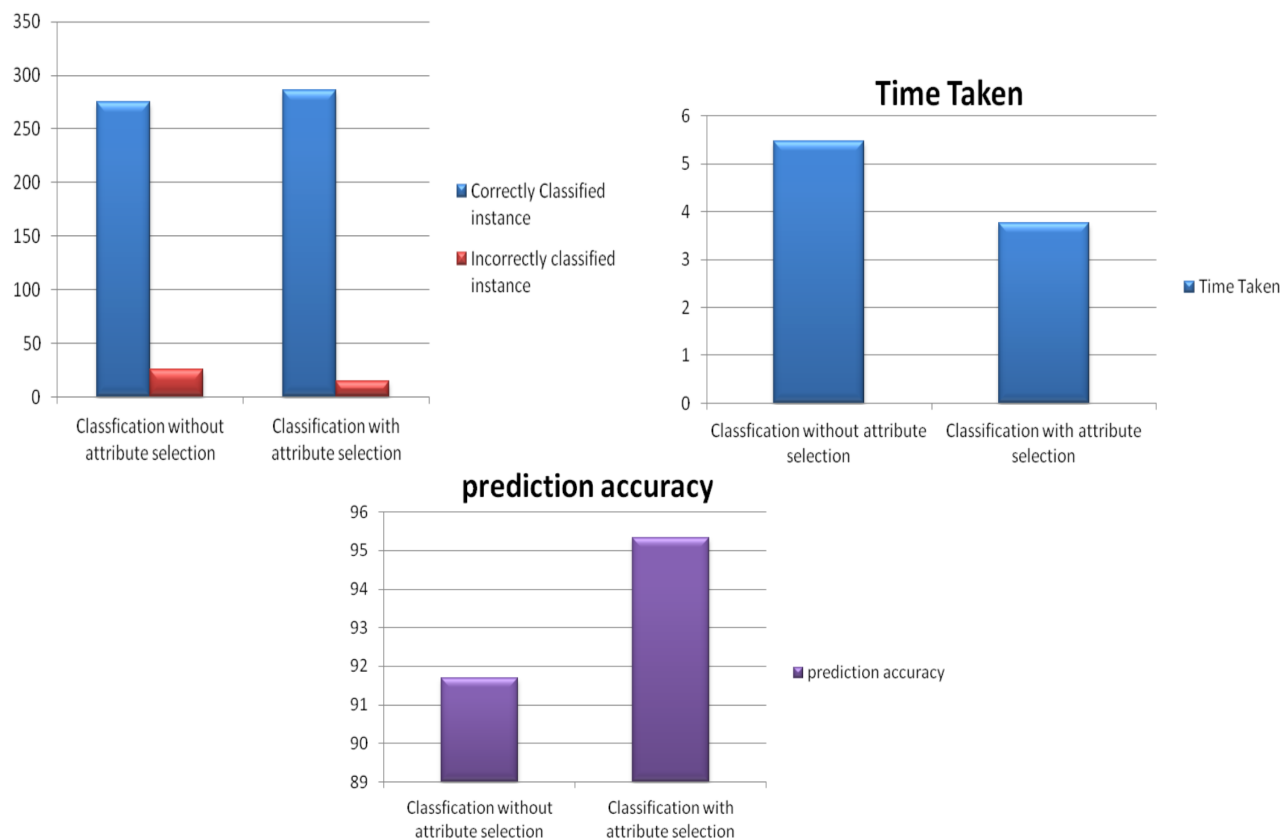 350
300
250
200
150
100
50
0
Classfication without
attribute selection
Classfication with
attribute selection
Correctly Classified
instance
Incorrectly classified
instance
Time Taken
6
5
4
3
2
1
0
Classfication without attribute
selection
Classfication with attribute
selection
Time Taken
prediction accuracy
96
95
94
93
92
91
90
89
Classfication without
attribute selection
Classfication with
attribute selection
prediction accuracy